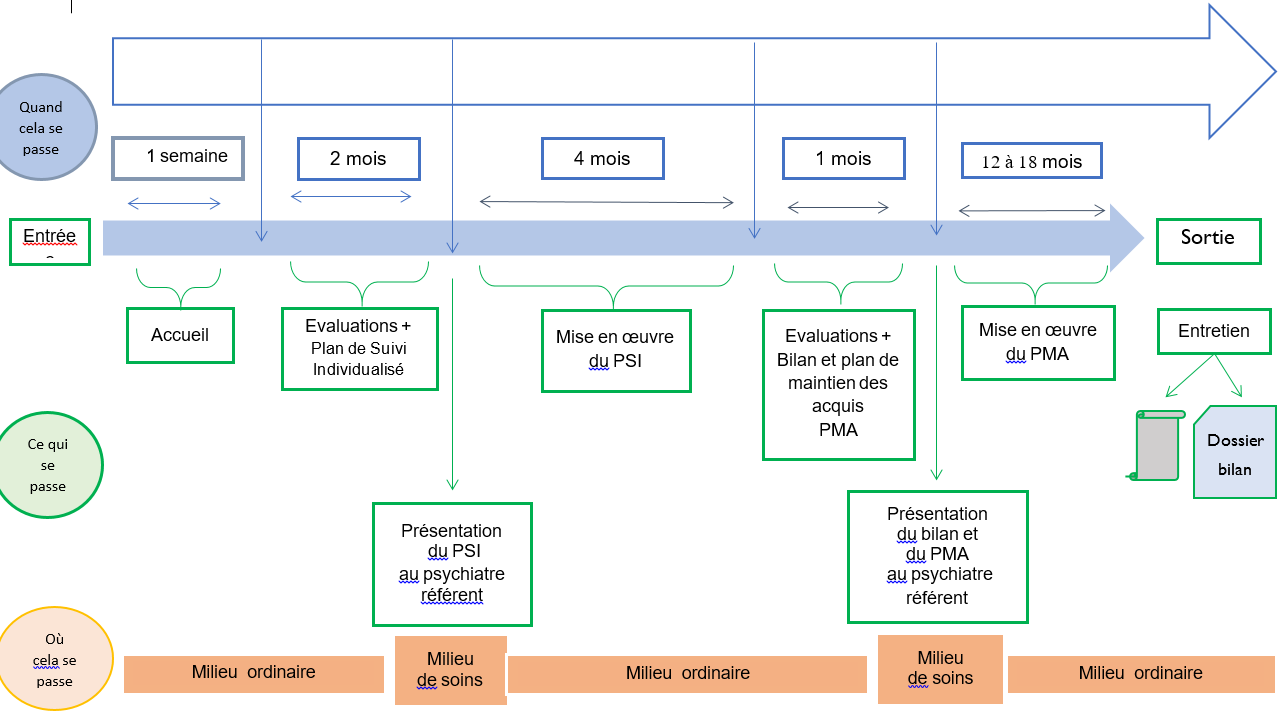 Quand
cela se
passe
1 semaine
2 mois
4 mois
1 mois
12 à 18 mois
Entrée
Sortie
Accueil
Evaluations +
Plan de Suivi
Individualisé
Mise en œuvre
du PSI
Evaluations +
Bilan et plan de
maintien des
acquis
PMA
Mise en œuvre
du PMA
Entretien
Dossier
bilan
Ce qui
se
passe
Présentation
du PSI
au psychiatre
référent
Présentation
du bilan et
du PMA
au psychiatre
référent
Où
cela se
passe
Milieu ordinaire
Milieu
de soins
Milieu ordinaire
Milieu
de soins
Milieu ordinaire